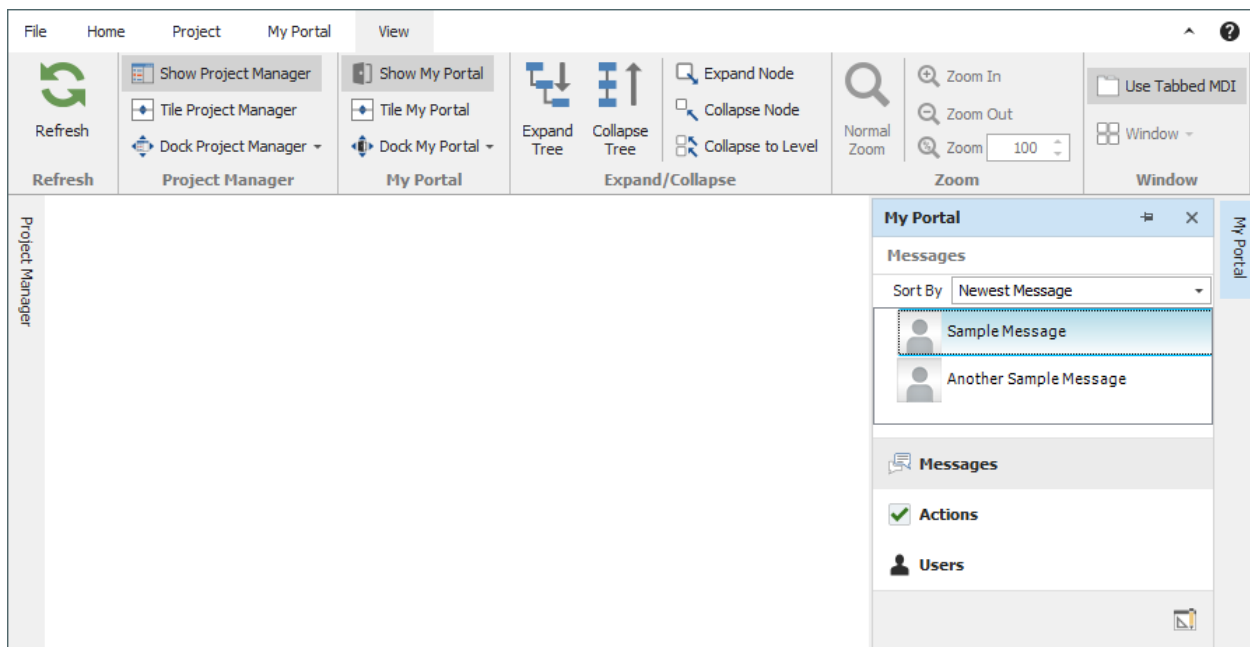 File Home Project My Portal View
Refresh
Show Project Manager
Tile Project Manager
Dock Project Manager
Show My Portal
Tile My Portal
Dock My Portal
Expand Tree
Collapse Tree
Expand Node
Collapse Node
Collapse to Level
Normal Zoom
Zoom In
Zoom Out
Zoom 100
Use Tabbed MDI
Window
Refresh Project Manager My Portal Expand/Collapse Zoom Window
Project Manager
My Portal
Messages
Sort By Newest Message
Sample Message
Another Sample Message
Messages
Actions
Users
My Portal